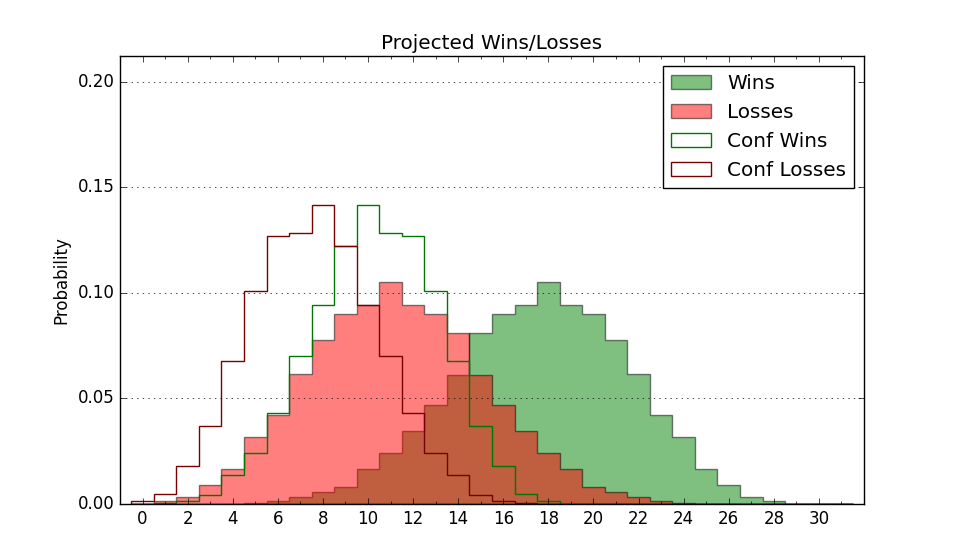 Projected Wins/Losses
0.20
0.15
0.10
0.05
0.00
Probability
Wins
Losses
Conf Wins
Conf Losses
0 2 4 6 8 10 12 14 16 18 20 22 24 26 28 30